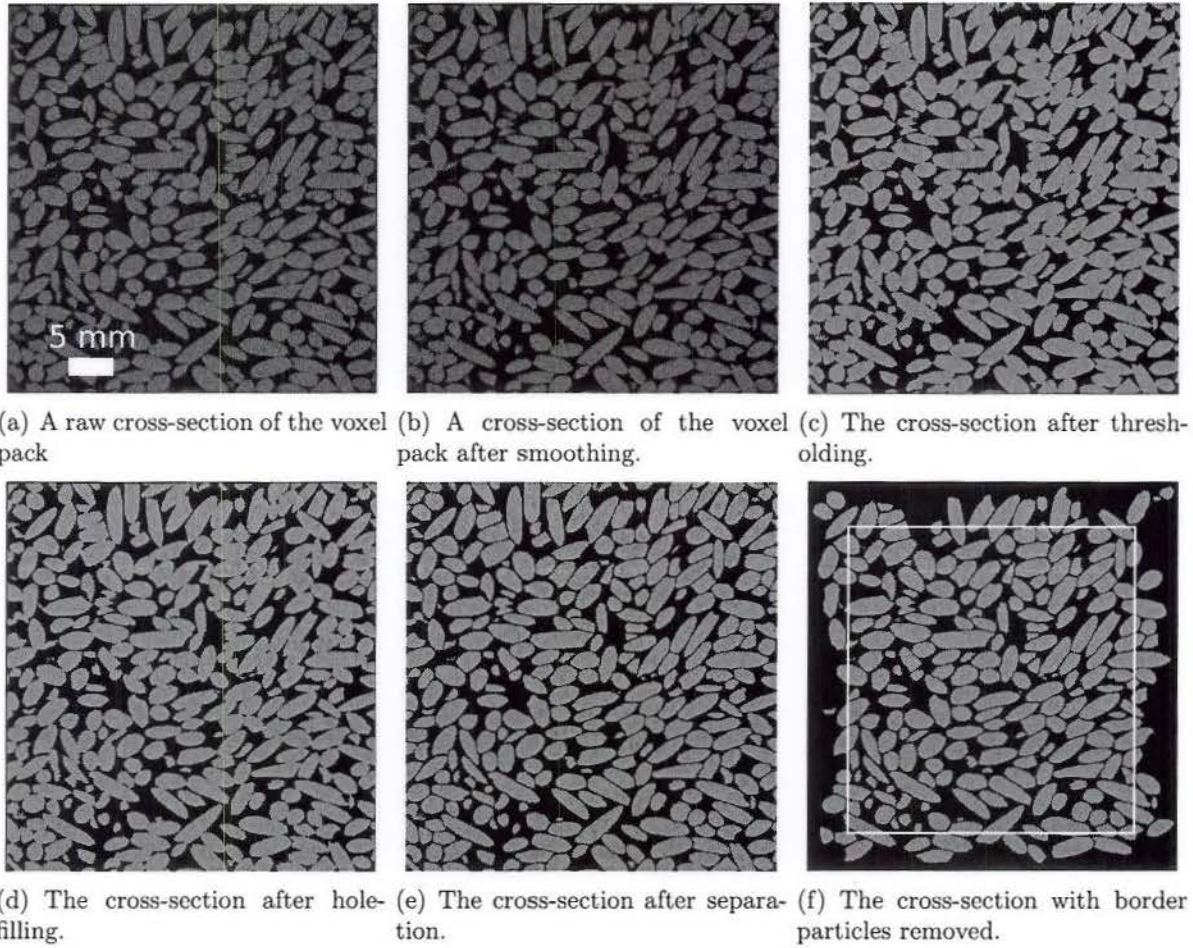 5 mm
(a) A raw cross-section of the voxel
pack
(b) A cross-section of the voxel
pack after smoothing.
(c) The cross-section after thresh-
olding.
(d) The cross-section after hole-
filling.
(e) The cross-section after separa-
tion.
(f) The cross-section with border
particles removed.